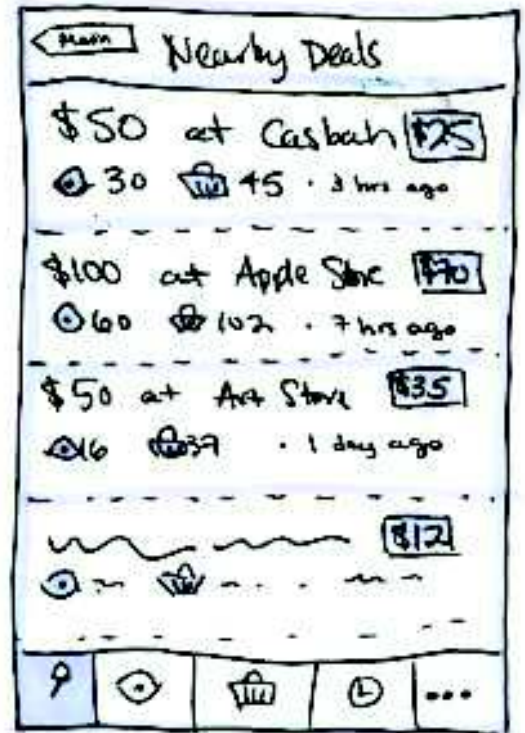 Main Nearby Deals
$50 at Casbah $25
30 45 · 3 hrs ago
$100 at Apple Store $70
60 102 · 7 hrs ago
$50 at Art Store $35
16 37 · 1 day ago
$12
...